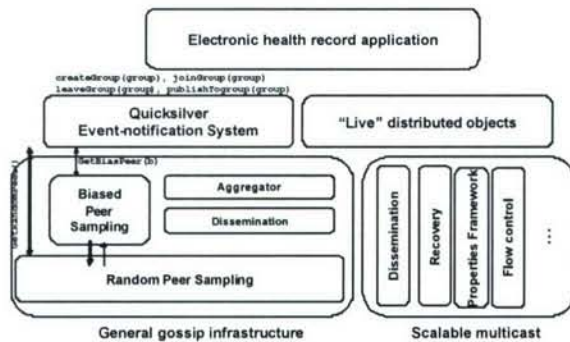 Electronic health record application
createGroup(group), joinGroup(group)
leaveGroup(group), publishTogroup(group)
Quicksilver
Event-notification System
"Live" distributed objects
GetBiasPeer(b)
Biased
Peer
Sampling
Aggregator
Dissemination
Random Peer Sampling
Dissemination
Recovery
Properties Framework
Flow control
...
General gossip infrastructure
Scalable multicast